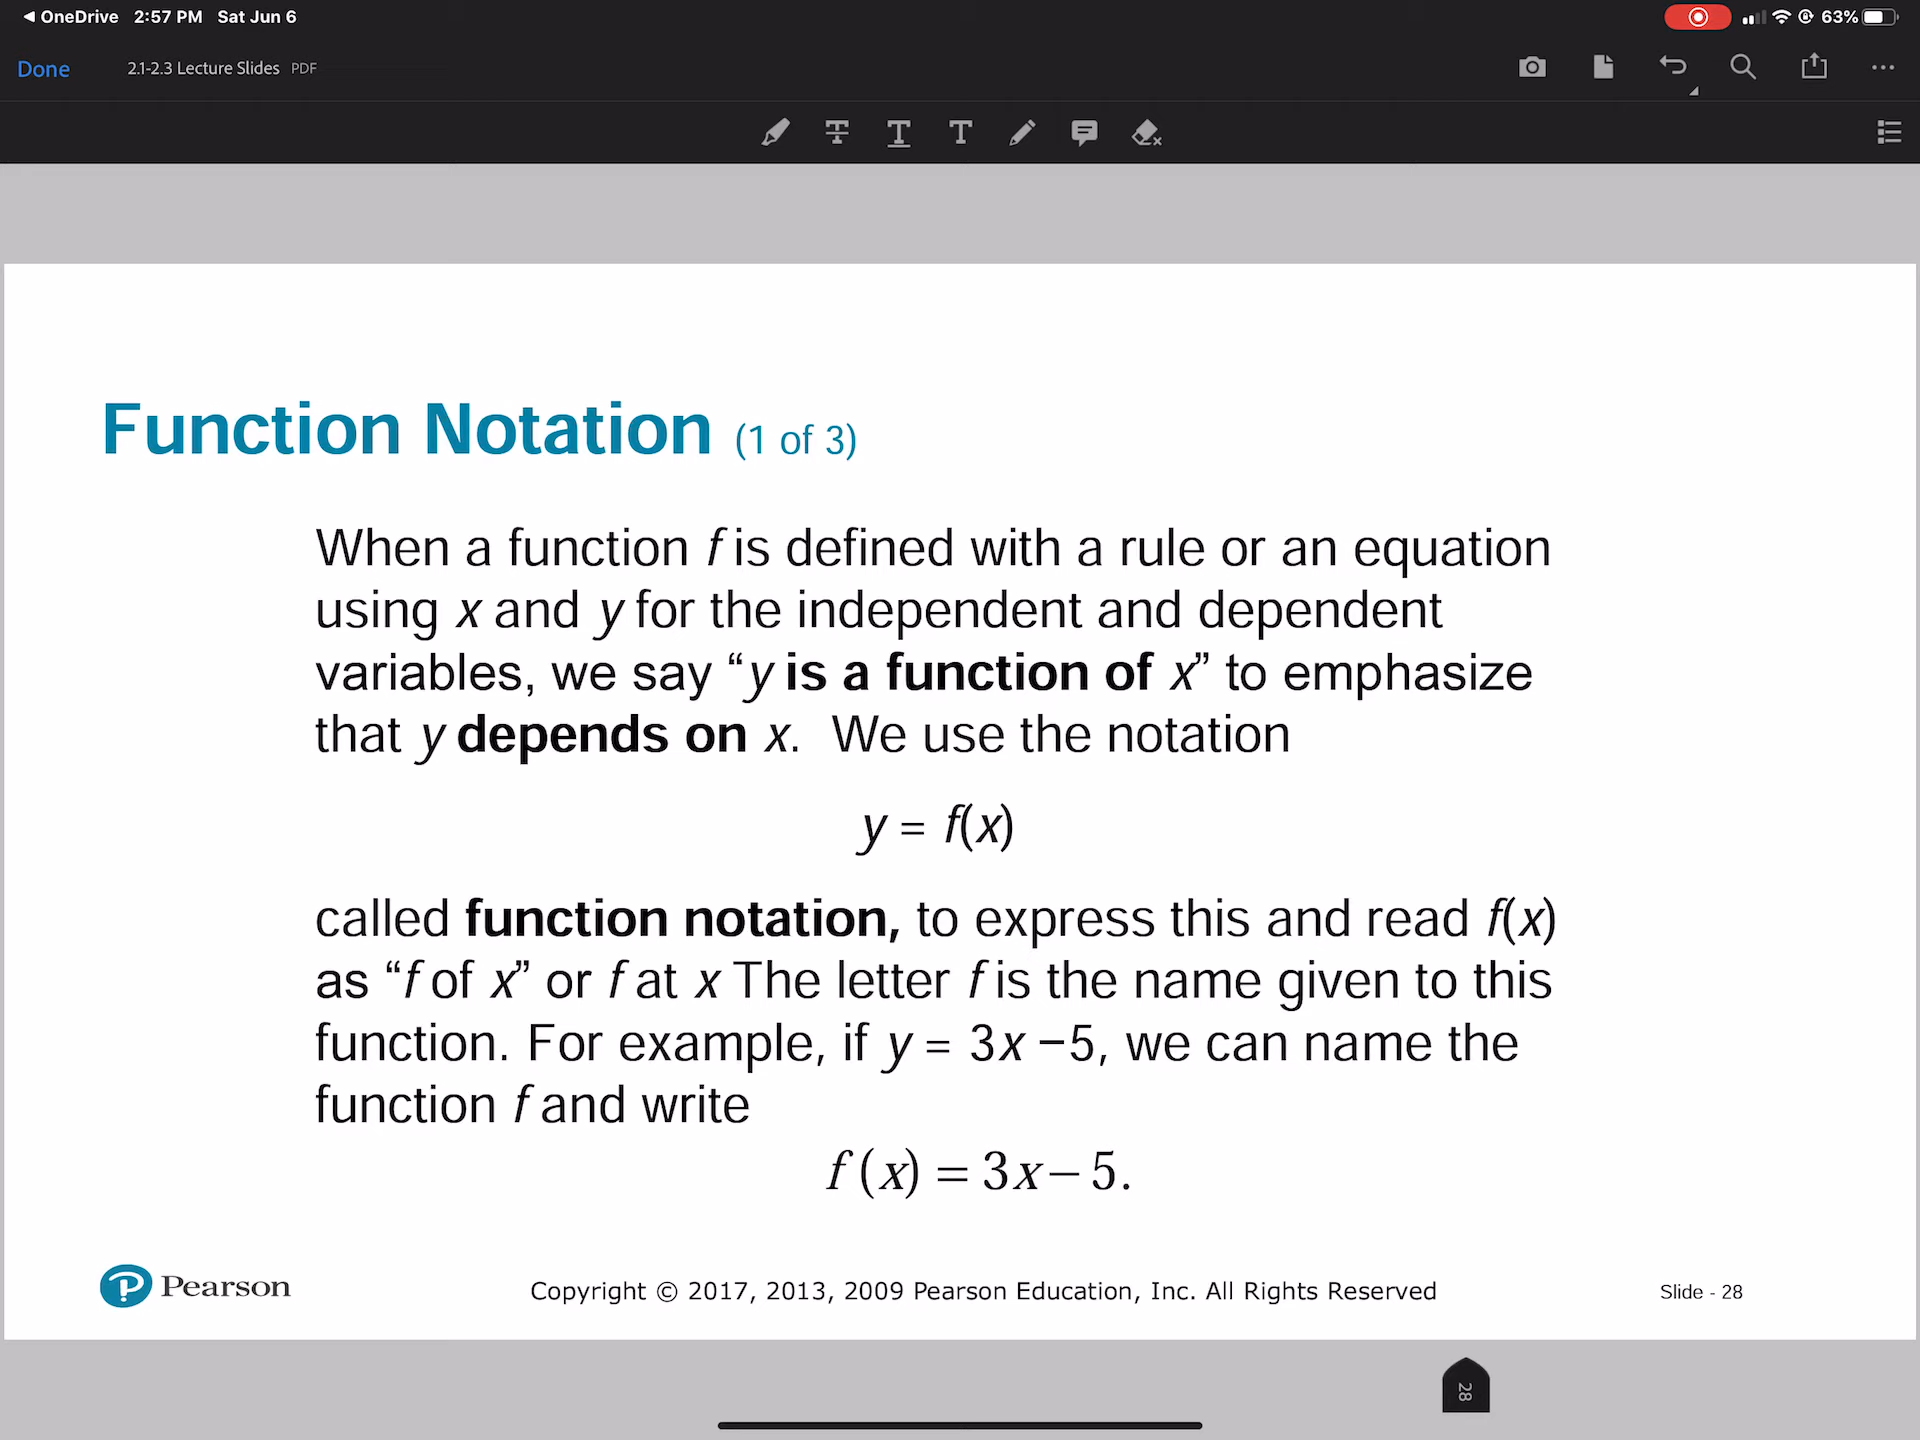 OneDrive 2:57 PM Sat Jun 6 63%
Done 2.1-2.3 Lecture Slides PDF
Function Notation (1 of 3)
When a function f is defined with a rule or an equation
using x and y for the independent and dependent
variables, we say “y is a function of x” to emphasize
that y depends on x. We use the notation
y = f(x)
called function notation, to express this and read f(x)
as “f of x” or f at x The letter f is the name given to this
function. For example, if y = 3x −5, we can name the
function f and write
f (x) = 3x − 5.
Pearson Copyright © 2017, 2013, 2009 Pearson Education, Inc. All Rights Reserved Slide - 28
28